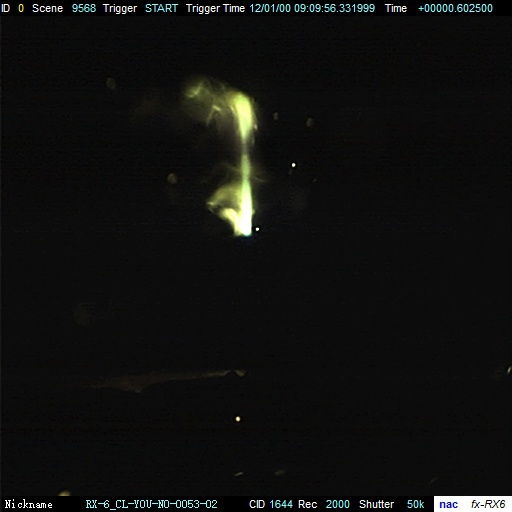 ID 0 Scene 9568 Trigger START Trigger Time 12/01/00 09:09:56.331999 Time +00000.602500
Nickname RX-6_CL-YOU-NO-0053-02 CID 1644 Rec 2000 Shutter 50k nac fx-RX6